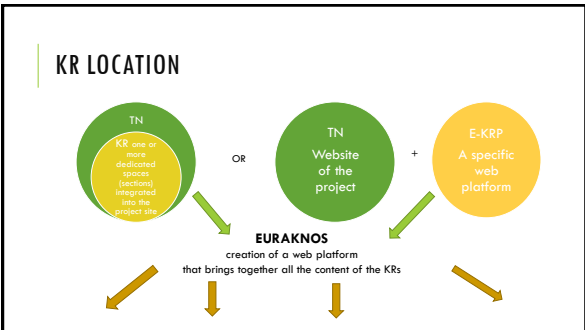 KR LOCATION
TN
KR one or
more
dedicated
spaces
(sections)
integrated
into the
project site
OR
TN
Website
of the
project
+
E-KRP
A specific
web
platform
EURAKNOS
creation of a web platform
that brings together all the content of the KRs